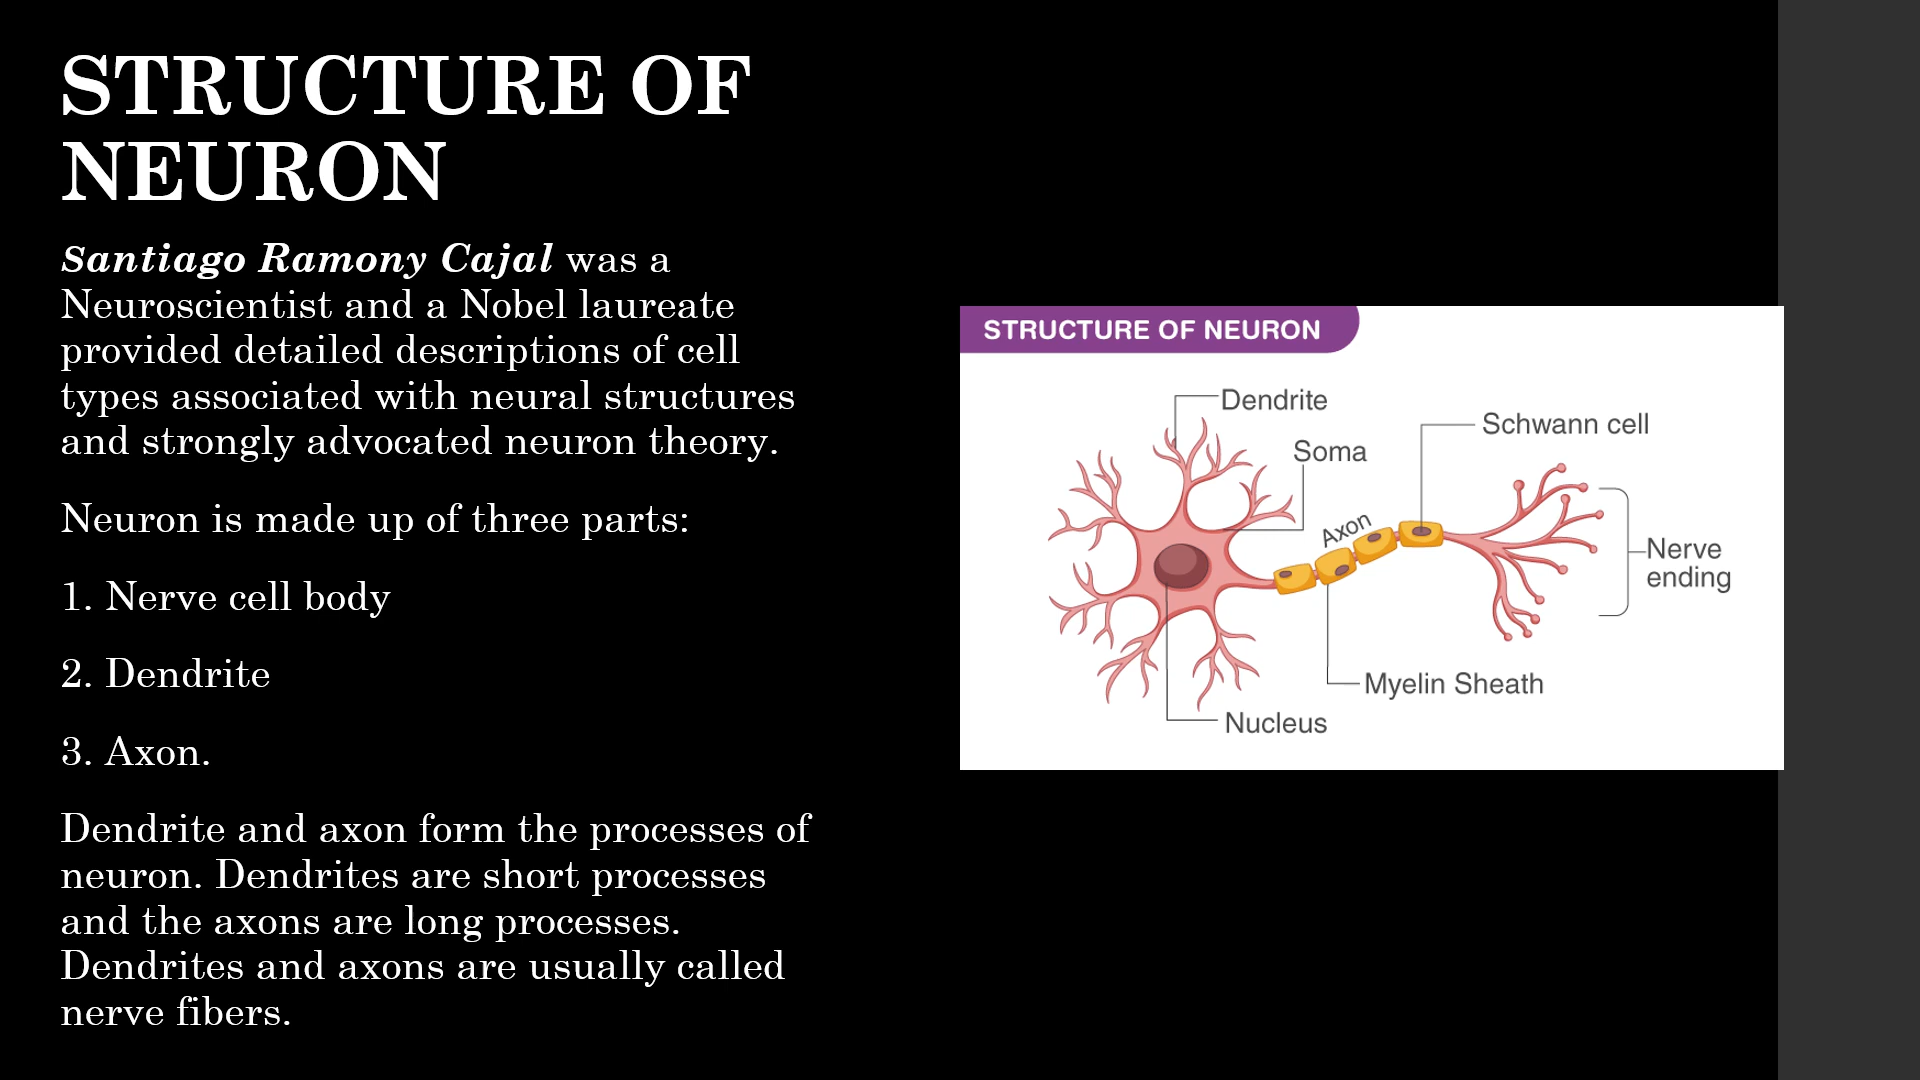 STRUCTURE OF
NEURON
Santiago Ramony Cajal was a
Neuroscientist and a Nobel laureate
provided detailed descriptions of cell
types associated with neural structures
and strongly advocated neuron theory.
Neuron is made up of three parts:
1. Nerve cell body
2. Dendrite
3. Axon.
Dendrite and axon form the processes of
neuron. Dendrites are short processes
and the axons are long processes.
Dendrites and axons are usually called
nerve fibers.
STRUCTURE OF NEURON
Dendrite
Soma
Schwann cell
Axon
Nerve
ending
Myelin Sheath
Nucleus